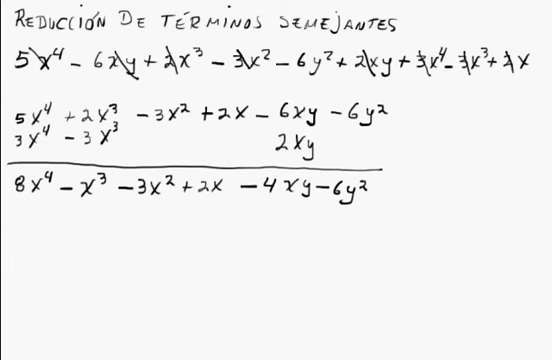 REDUCCIÓN DE TÉRMINOS SEMEJANTES
5x⁴ - 6xy + 2x³ - 3x² - 6y² + 2xy + 3x⁴ - 3x³ + 2x
5x⁴ + 2x³ - 3x² + 2x - 6xy - 6y²
3x⁴ - 3x³ 2xy
8x⁴ - x³ - 3x² + 2x - 4xy - 6y²